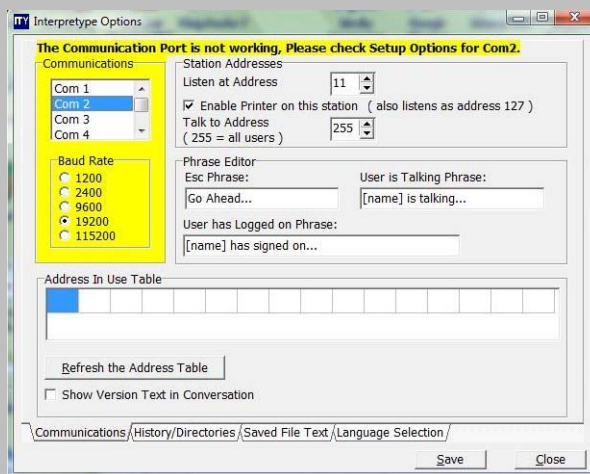 Interpretype Options
The Communication Port is not working, Please check Setup Options for Com2.
Communications
Com 1
Com 2
Com 3
Com 4
Baud Rate
1200
2400
9600
19200
115200
Station Addresses
Listen at Address
11
Enable Printer on this station ( also listens as address 127 )
Talk to Address
( 255 = all users )
255
Phrase Editor
Esc Phrase:
Go Ahead...
User is Talking Phrase:
[name] is talking...
User has Logged on Phrase:
[name] has signed on...
Address In Use Table
Refresh the Address Table
Show Version Text in Conversation
Communications
History/Directories
Saved File Text
Language Selection
Save
Close